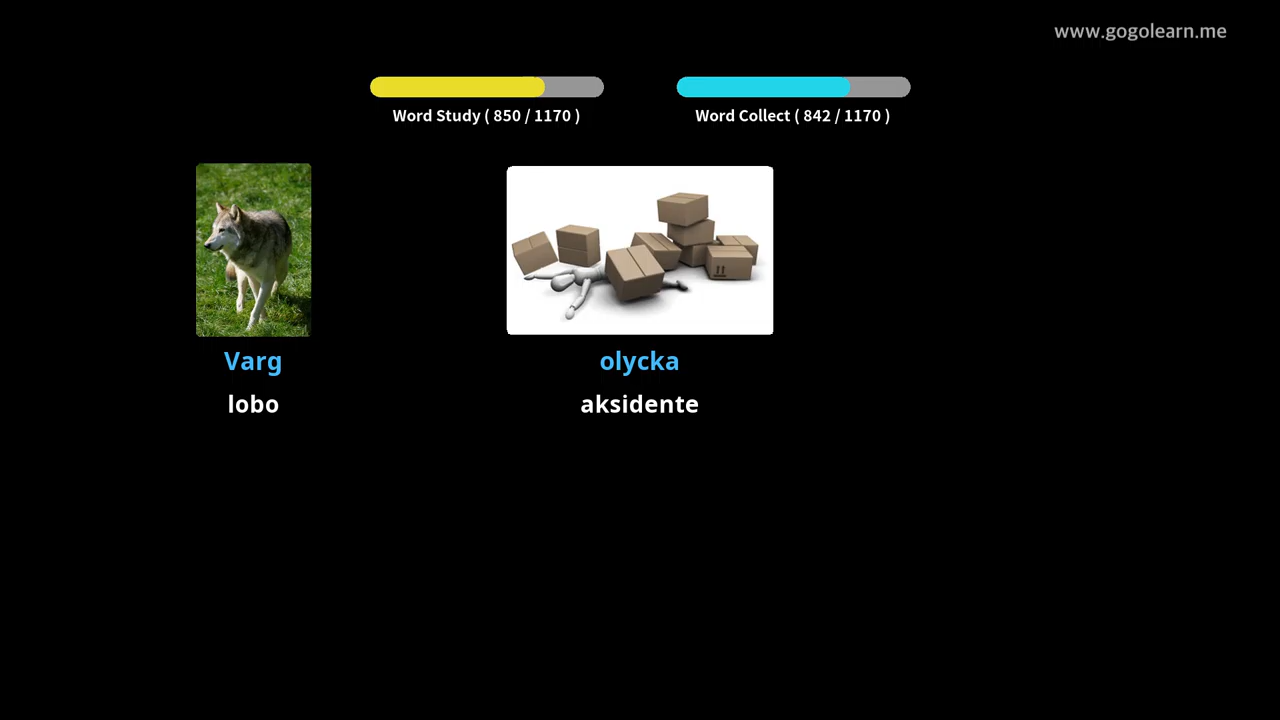 www.gogolearn.me
Word Study ( 850 / 1170 )
Word Collect ( 842 / 1170 )
Varg
lobo
olycka
aksidente